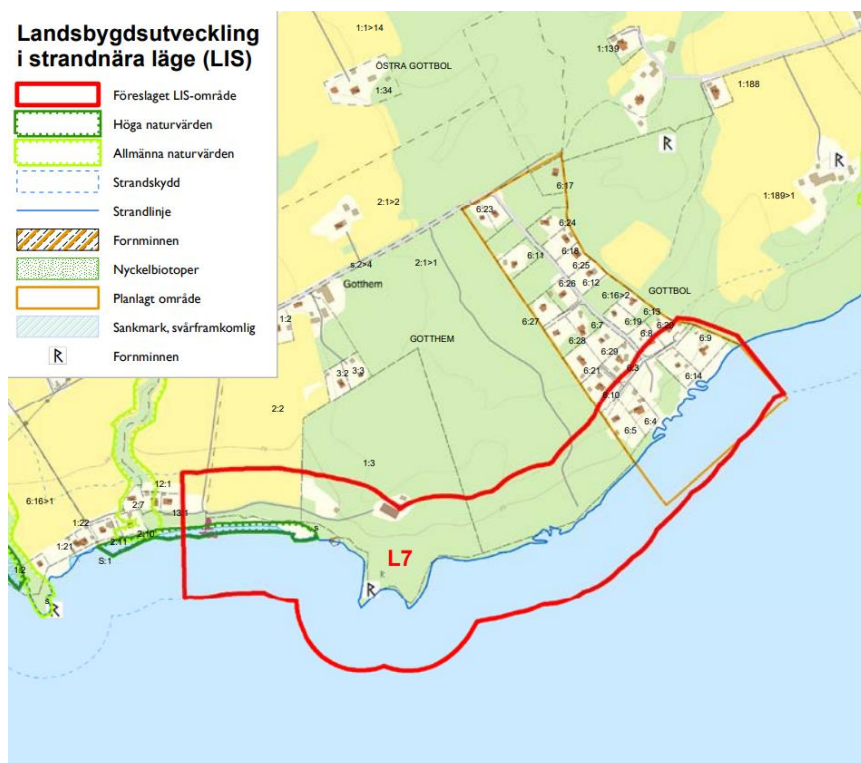 Landsbygdsutveckling
i strandnära läge (LIS)
Föreslaget LIS-område
Höga naturvärden
Allmänna naturvärden
Strandskydd
Strandlinje
Fornminnen
Nyckelbiotoper
Planlagt område
Sankmark, svårframkomlig
R
Fornminnen
1:1>14
ÖSTRA GOTTBOL
1:34
1:139
1:188
R
R
1:189>1
2:1>2
6:17
6:23
6:24
6:18
6:11
6:25
s:2>4
2:1>1
6:26
6:12
Gotthem
GOTTBOL
6:16>2
6:13
6:27
6:19
6:20
1:2
6:7
6:8
6:28
GOTTHEM
6:29
6:9
3:2
3:3
6:21
6:3
6:14
6:10
2:2
6:4
6:5
1:3
12:1
6:16>1
2:7
13:1
1:22
2:10
s
1:21
2:11
S:1
L7
1:2
R
R
s
R